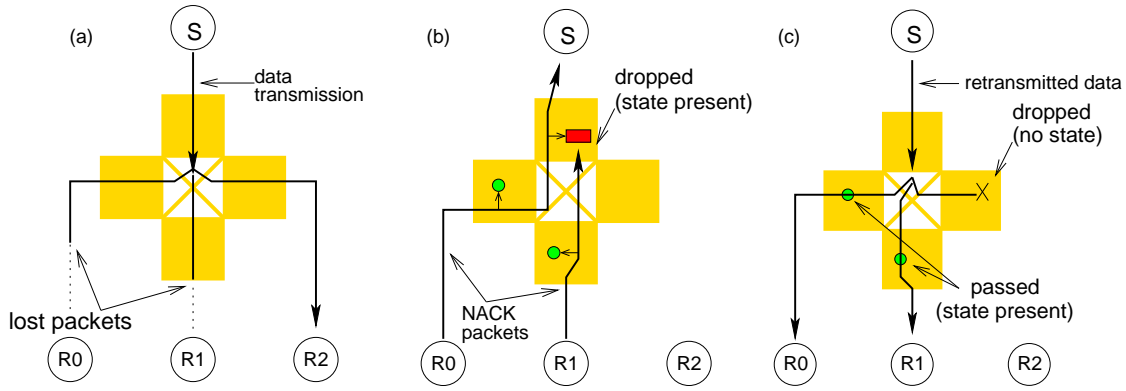 (a)
S
data
transmission
lost packets
R0
R1
R2
(b)
S
dropped
(state present)
NACK
packets
R0
R1
R2
(c)
S
retransmitted data
dropped
(no state)
X
passed
(state present)
R0
R1
R2